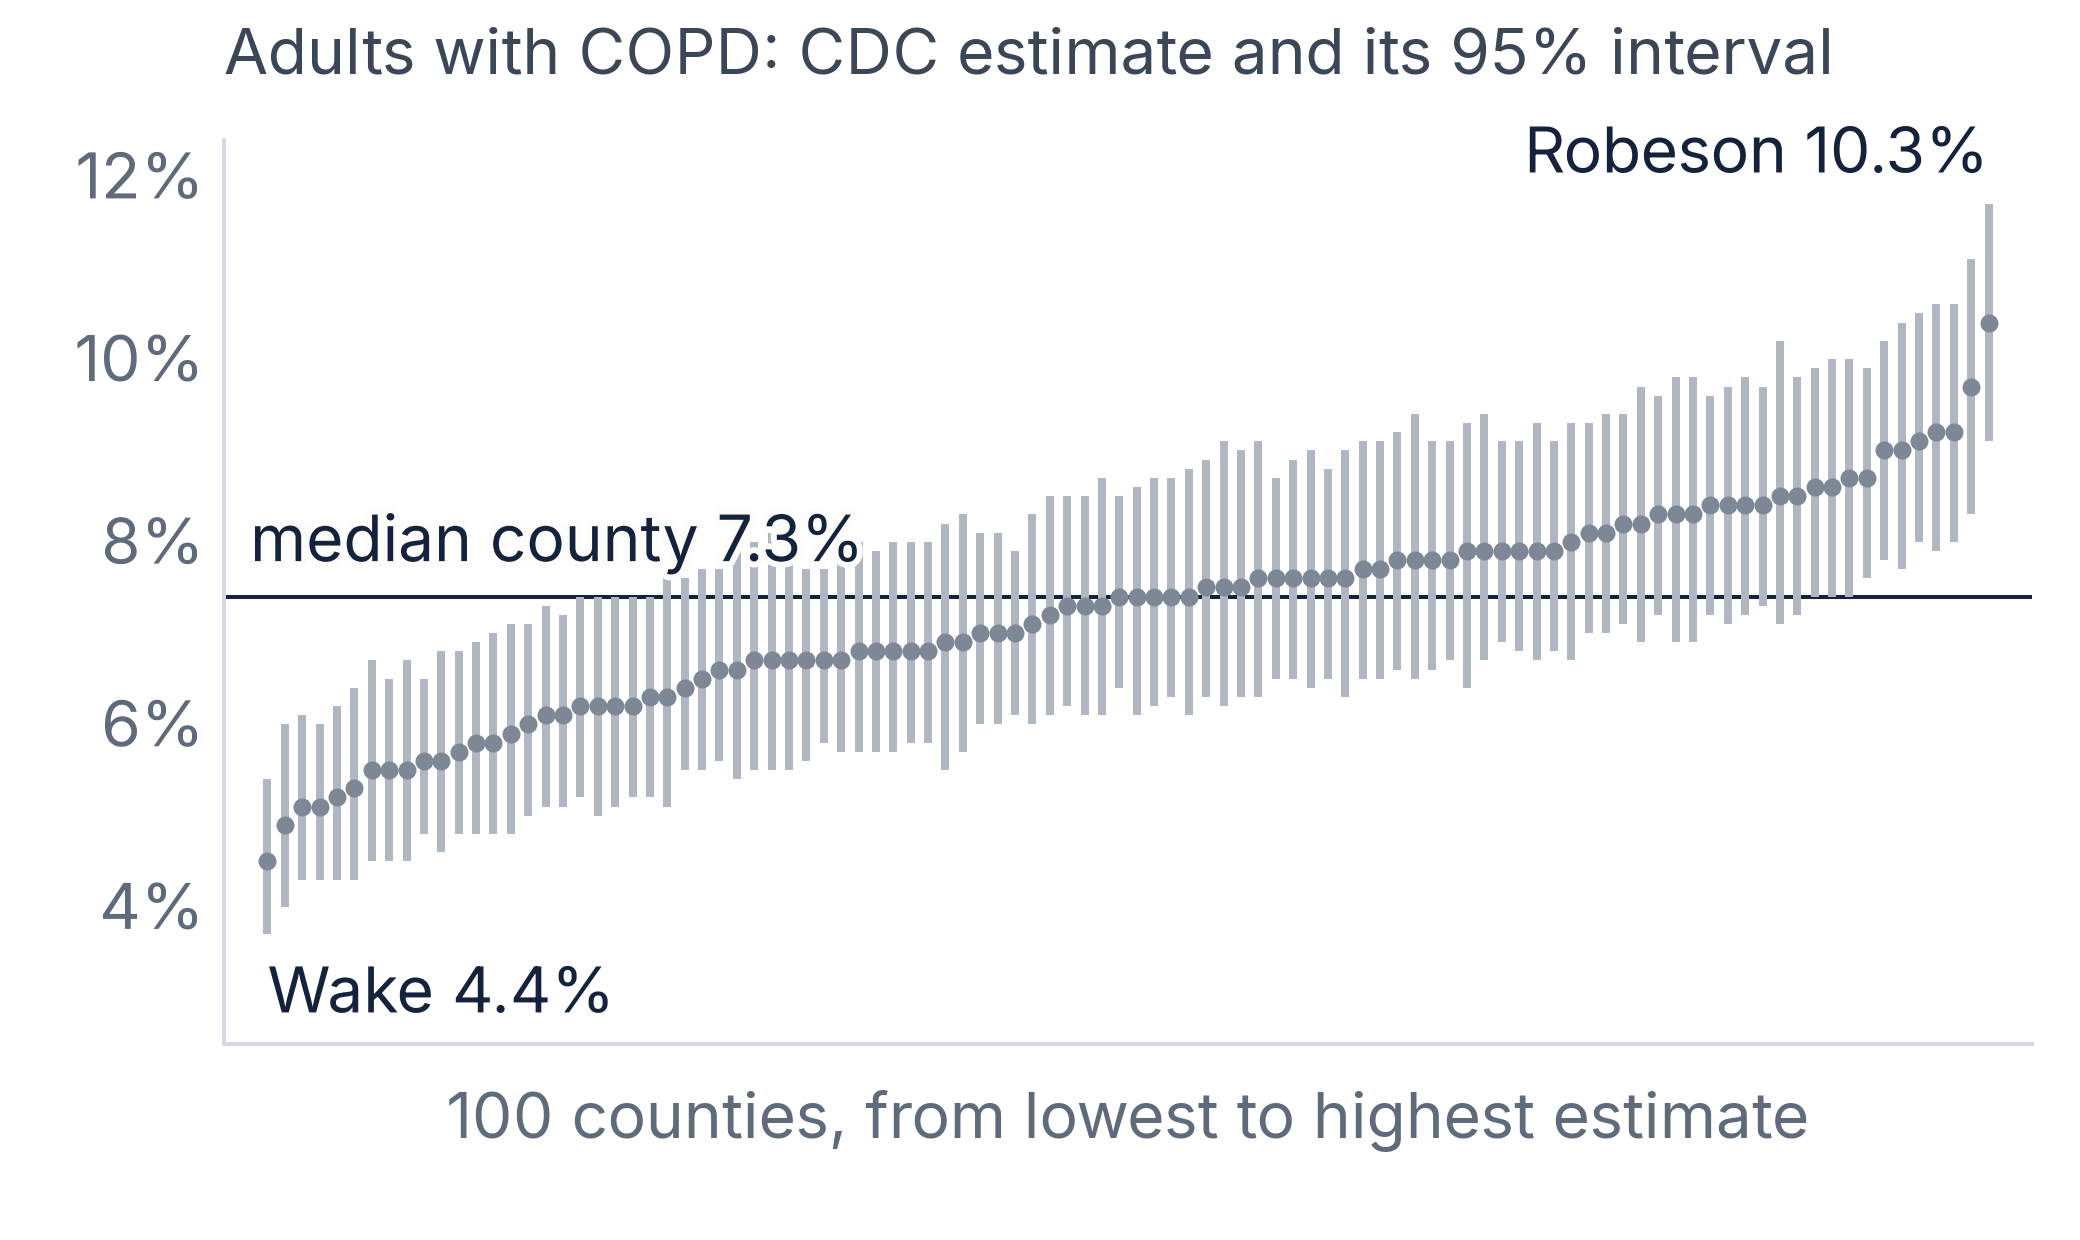 Adults with COPD: CDC estimate and its 95% interval
Robeson 10.3%
12%
10%
8%
median county 7.3%
6%
4%
Wake 4.4%
100 counties, from lowest to highest estimate